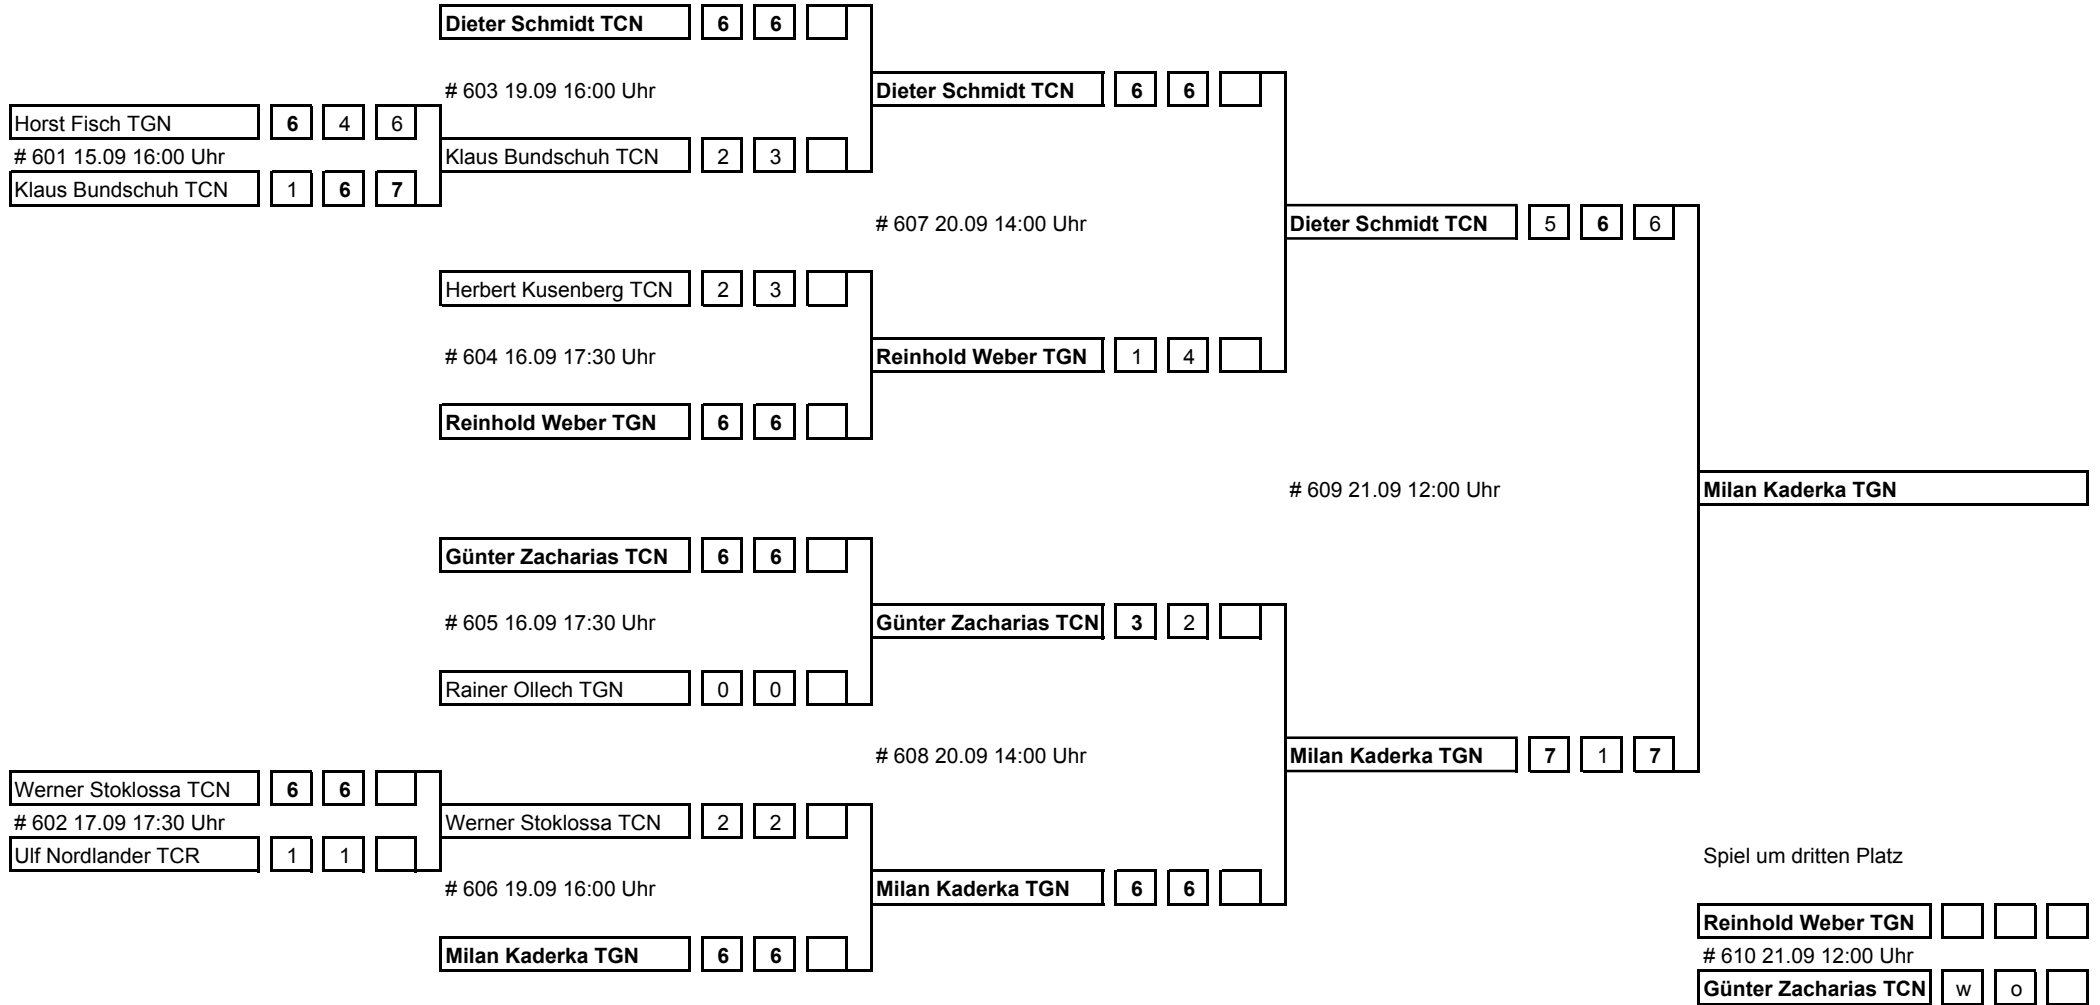 Dieter Schmidt TCN 6 6
# 603 19.09 16:00 Uhr
Dieter Schmidt TCN 6 6
Horst Fisch TGN 6 4 6
# 601 15.09 16:00 Uhr
Klaus Bundschuh TCN 2 3
Klaus Bundschuh TCN 1 6 7
# 607 20.09 14:00 Uhr
Dieter Schmidt TCN 5 6 6
Herbert Kusenberg TCN 2 3
# 604 16.09 17:30 Uhr
Reinhold Weber TGN 1 4
Reinhold Weber TGN 6 6
# 609 21.09 12:00 Uhr
Milan Kaderka TGN
Günter Zacharias TCN 6 6
# 605 16.09 17:30 Uhr
Günter Zacharias TCN 3 2
Rainer Ollech TGN 0 0
# 608 20.09 14:00 Uhr
Milan Kaderka TGN 7 1 7
Werner Stoklossa TCN 6 6
# 602 17.09 17:30 Uhr
Werner Stoklossa TCN 2 2
Ulf Nordlander TCR 1 1
Spiel um dritten Platz
# 606 19.09 16:00 Uhr
Milan Kaderka TGN 6 6
Reinhold Weber TGN
Milan Kaderka TGN 6 6
# 610 21.09 12:00 Uhr
Günter Zacharias TCN w o